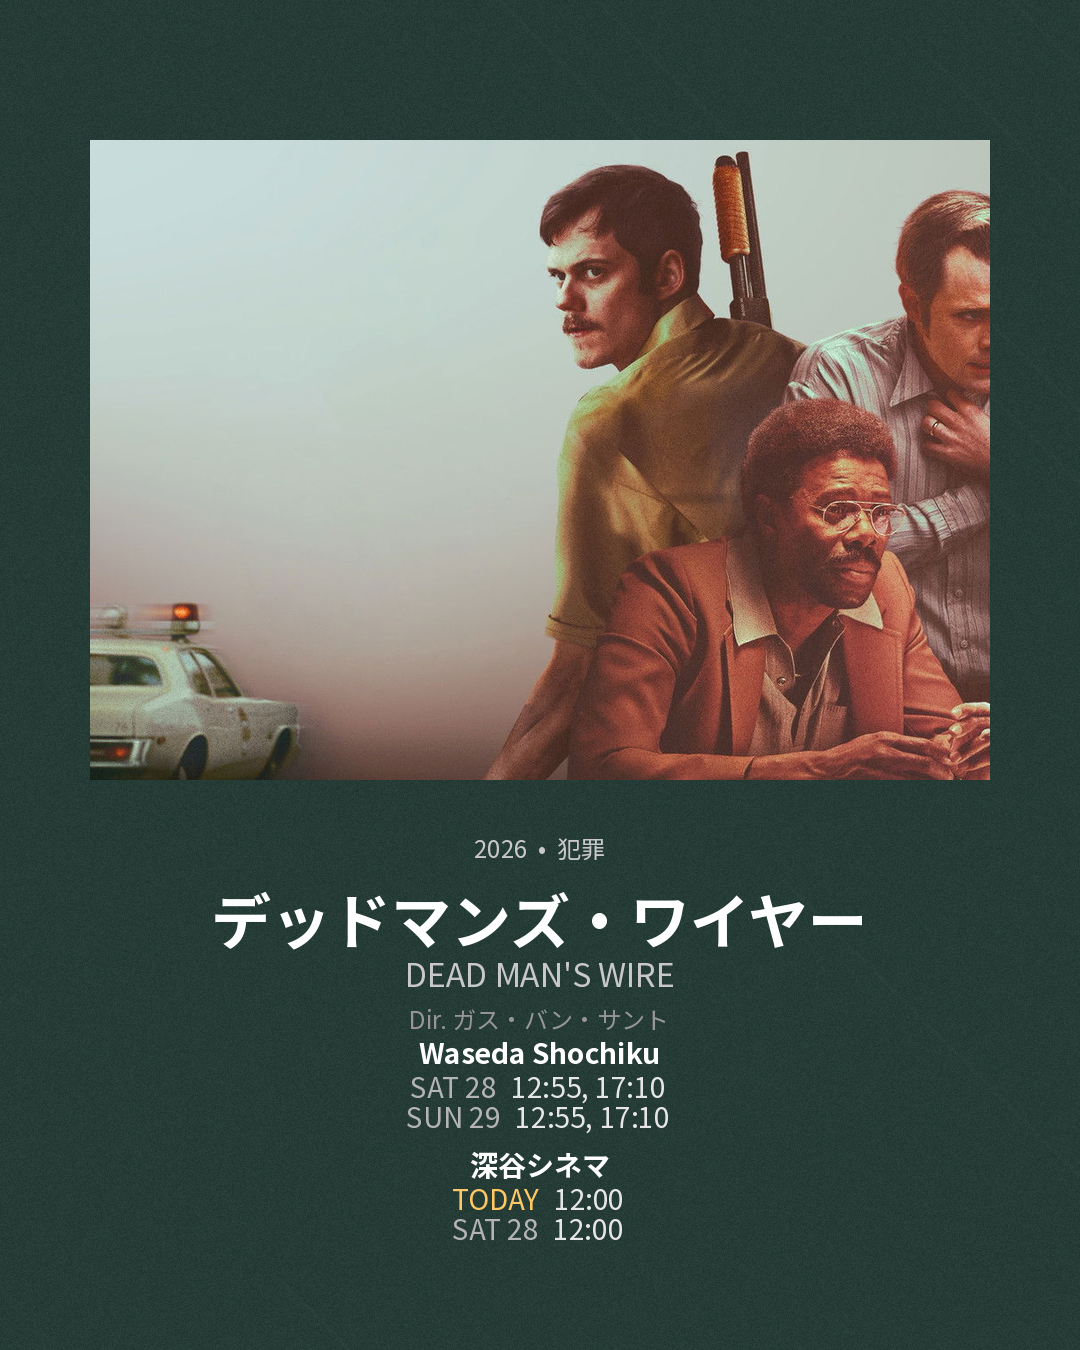 2026 • 犯罪
デッドマンズ・ワイヤー
DEAD MAN'S WIRE
Dir. ガス・バン・サント
Waseda Shochiku
SAT 28 12:55, 17:10
SUN 29 12:55, 17:10
深谷シネマ
TODAY 12:00
SAT 28 12:00